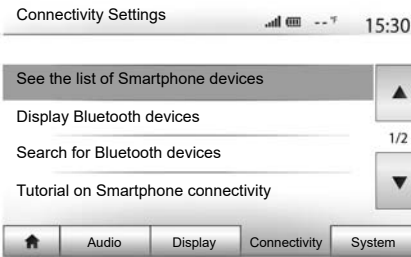 Connectivity Settings
-- °F
15:30
See the list of Smartphone devices
Display Bluetooth devices
1/2
Search for Bluetooth devices
Tutorial on Smartphone connectivity
Audio
Display
Connectivity
System